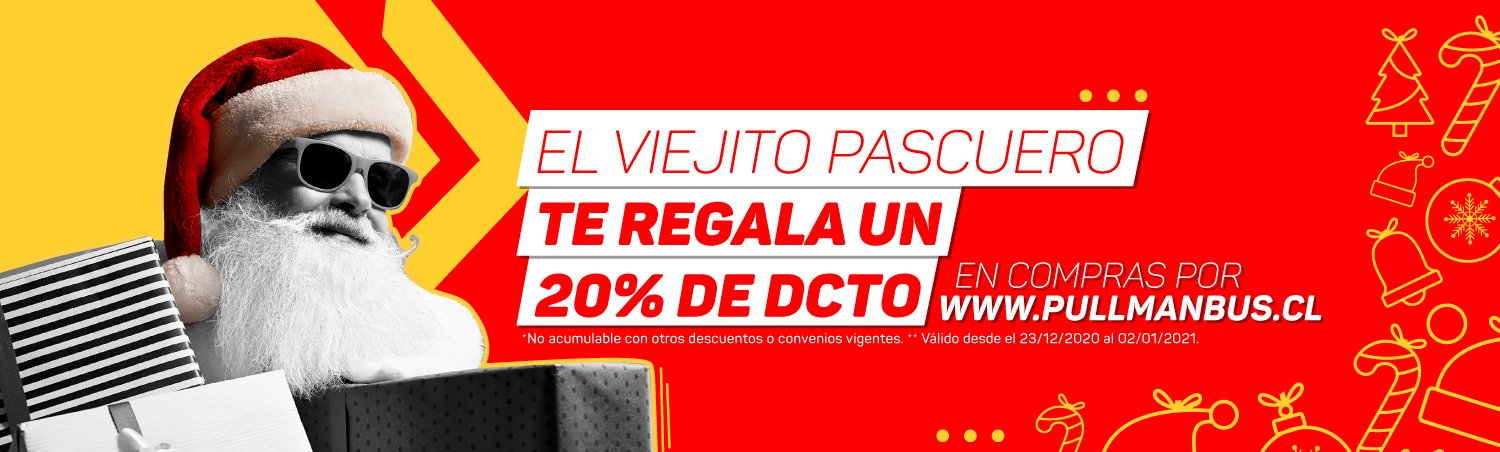 EL VIEJITO PASCUERO
TE REGALA UN
20% DE DCTO
EN COMPRAS POR
WWW.PULLMANBUS.CL
*No acumulable con otros descuentos o convenios vigentes. ** Válido desde el 23/12/2020 al 02/01/2021.